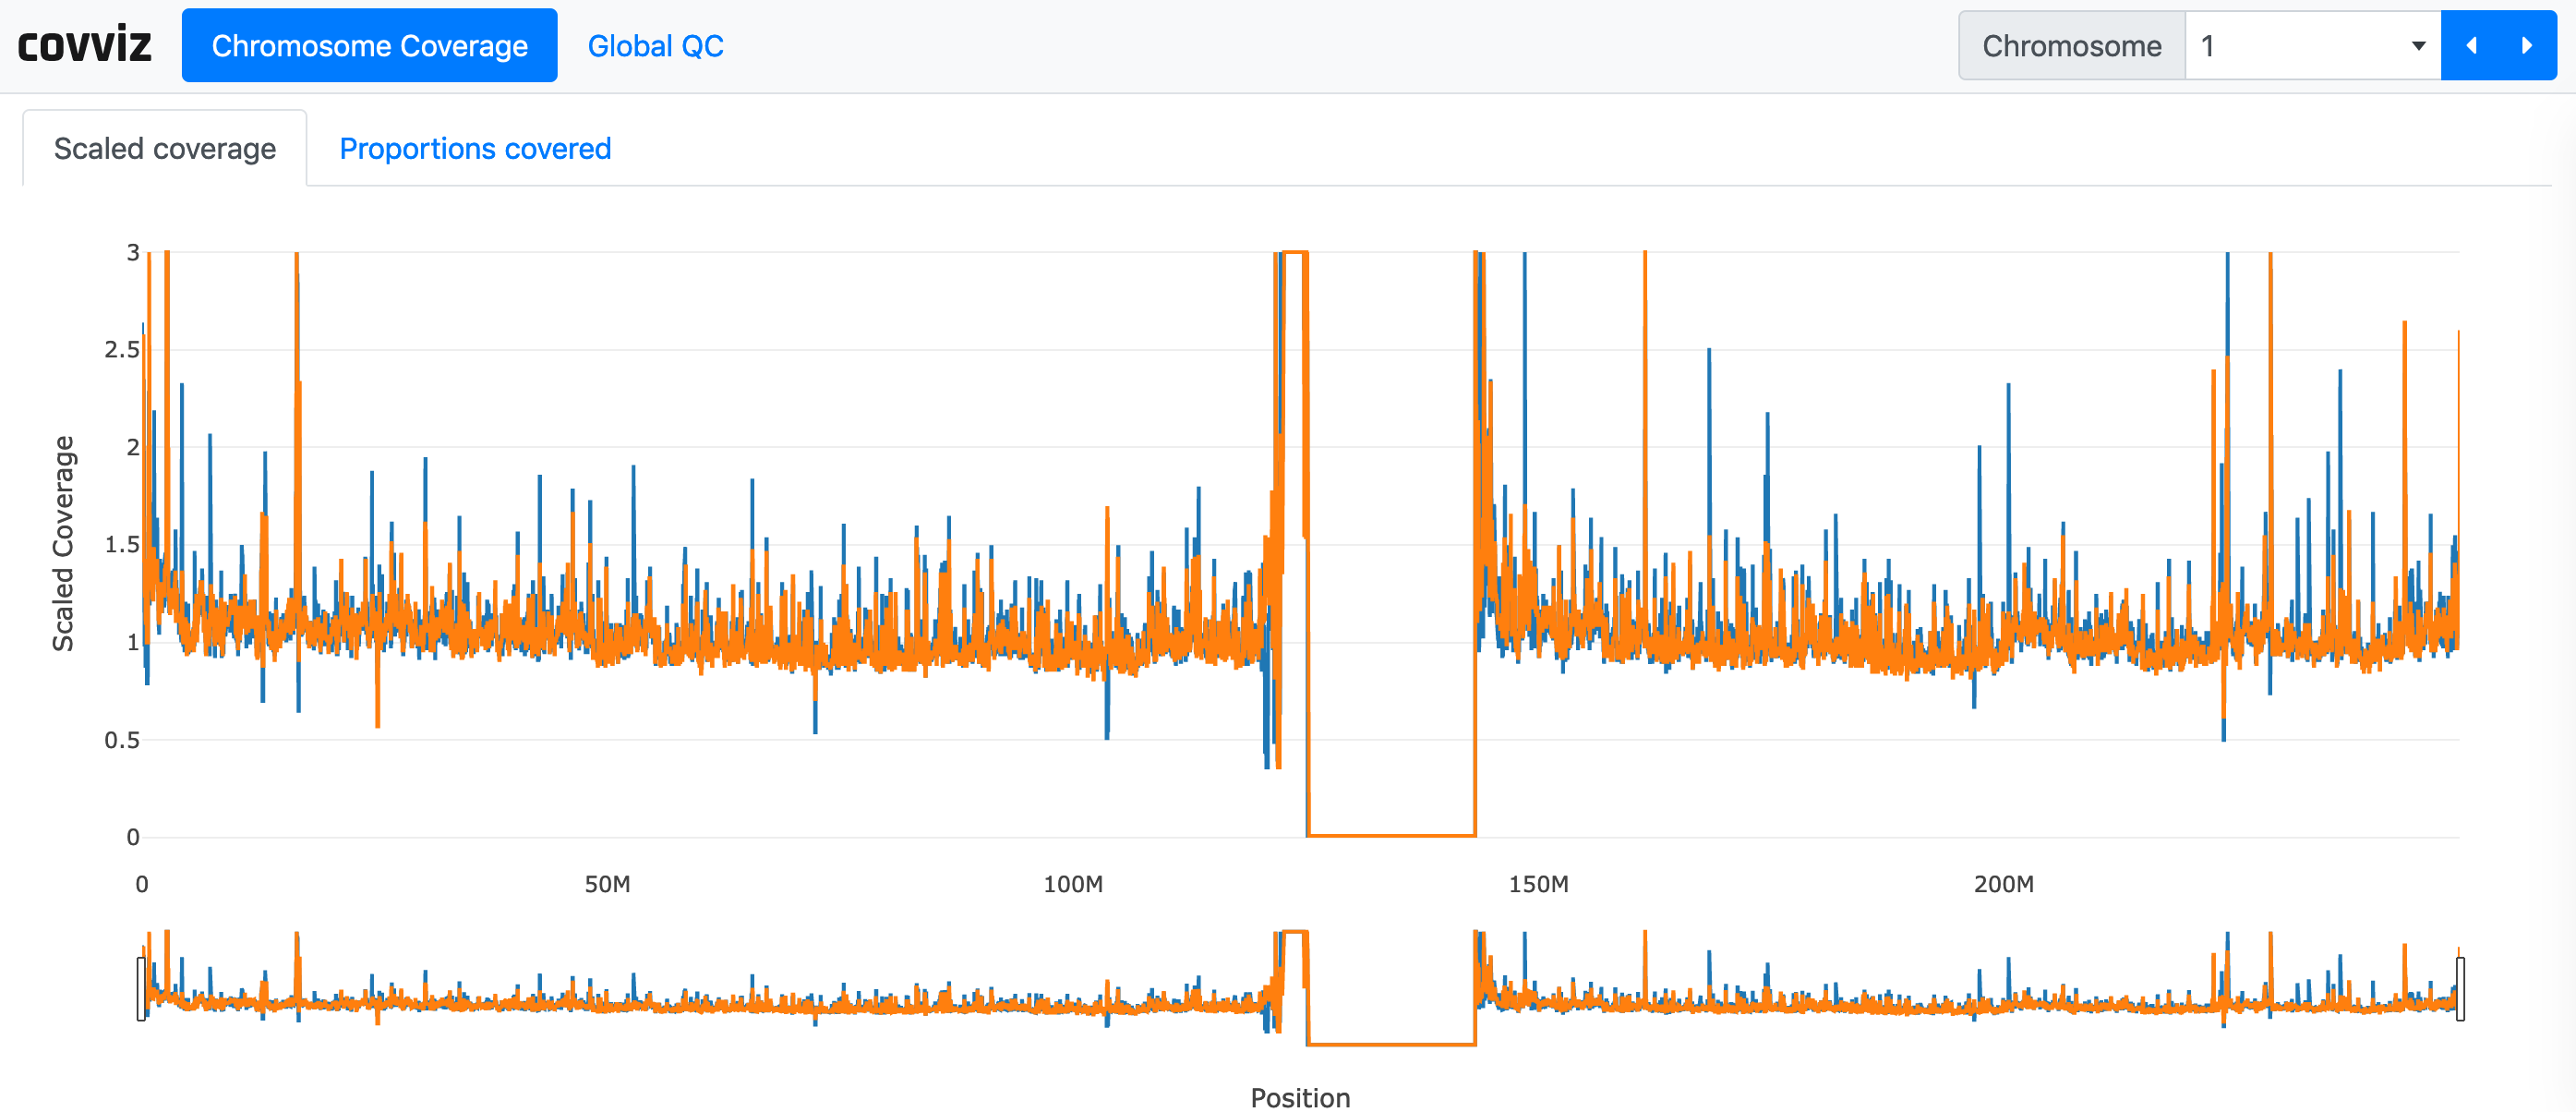 covviz Chromosome Coverage Global QC Chromosome 1
Scaled coverage Proportions covered
3
2.5
2
1.5
1
0.5
0
Scaled Coverage
0 50M 100M 150M 200M
Position